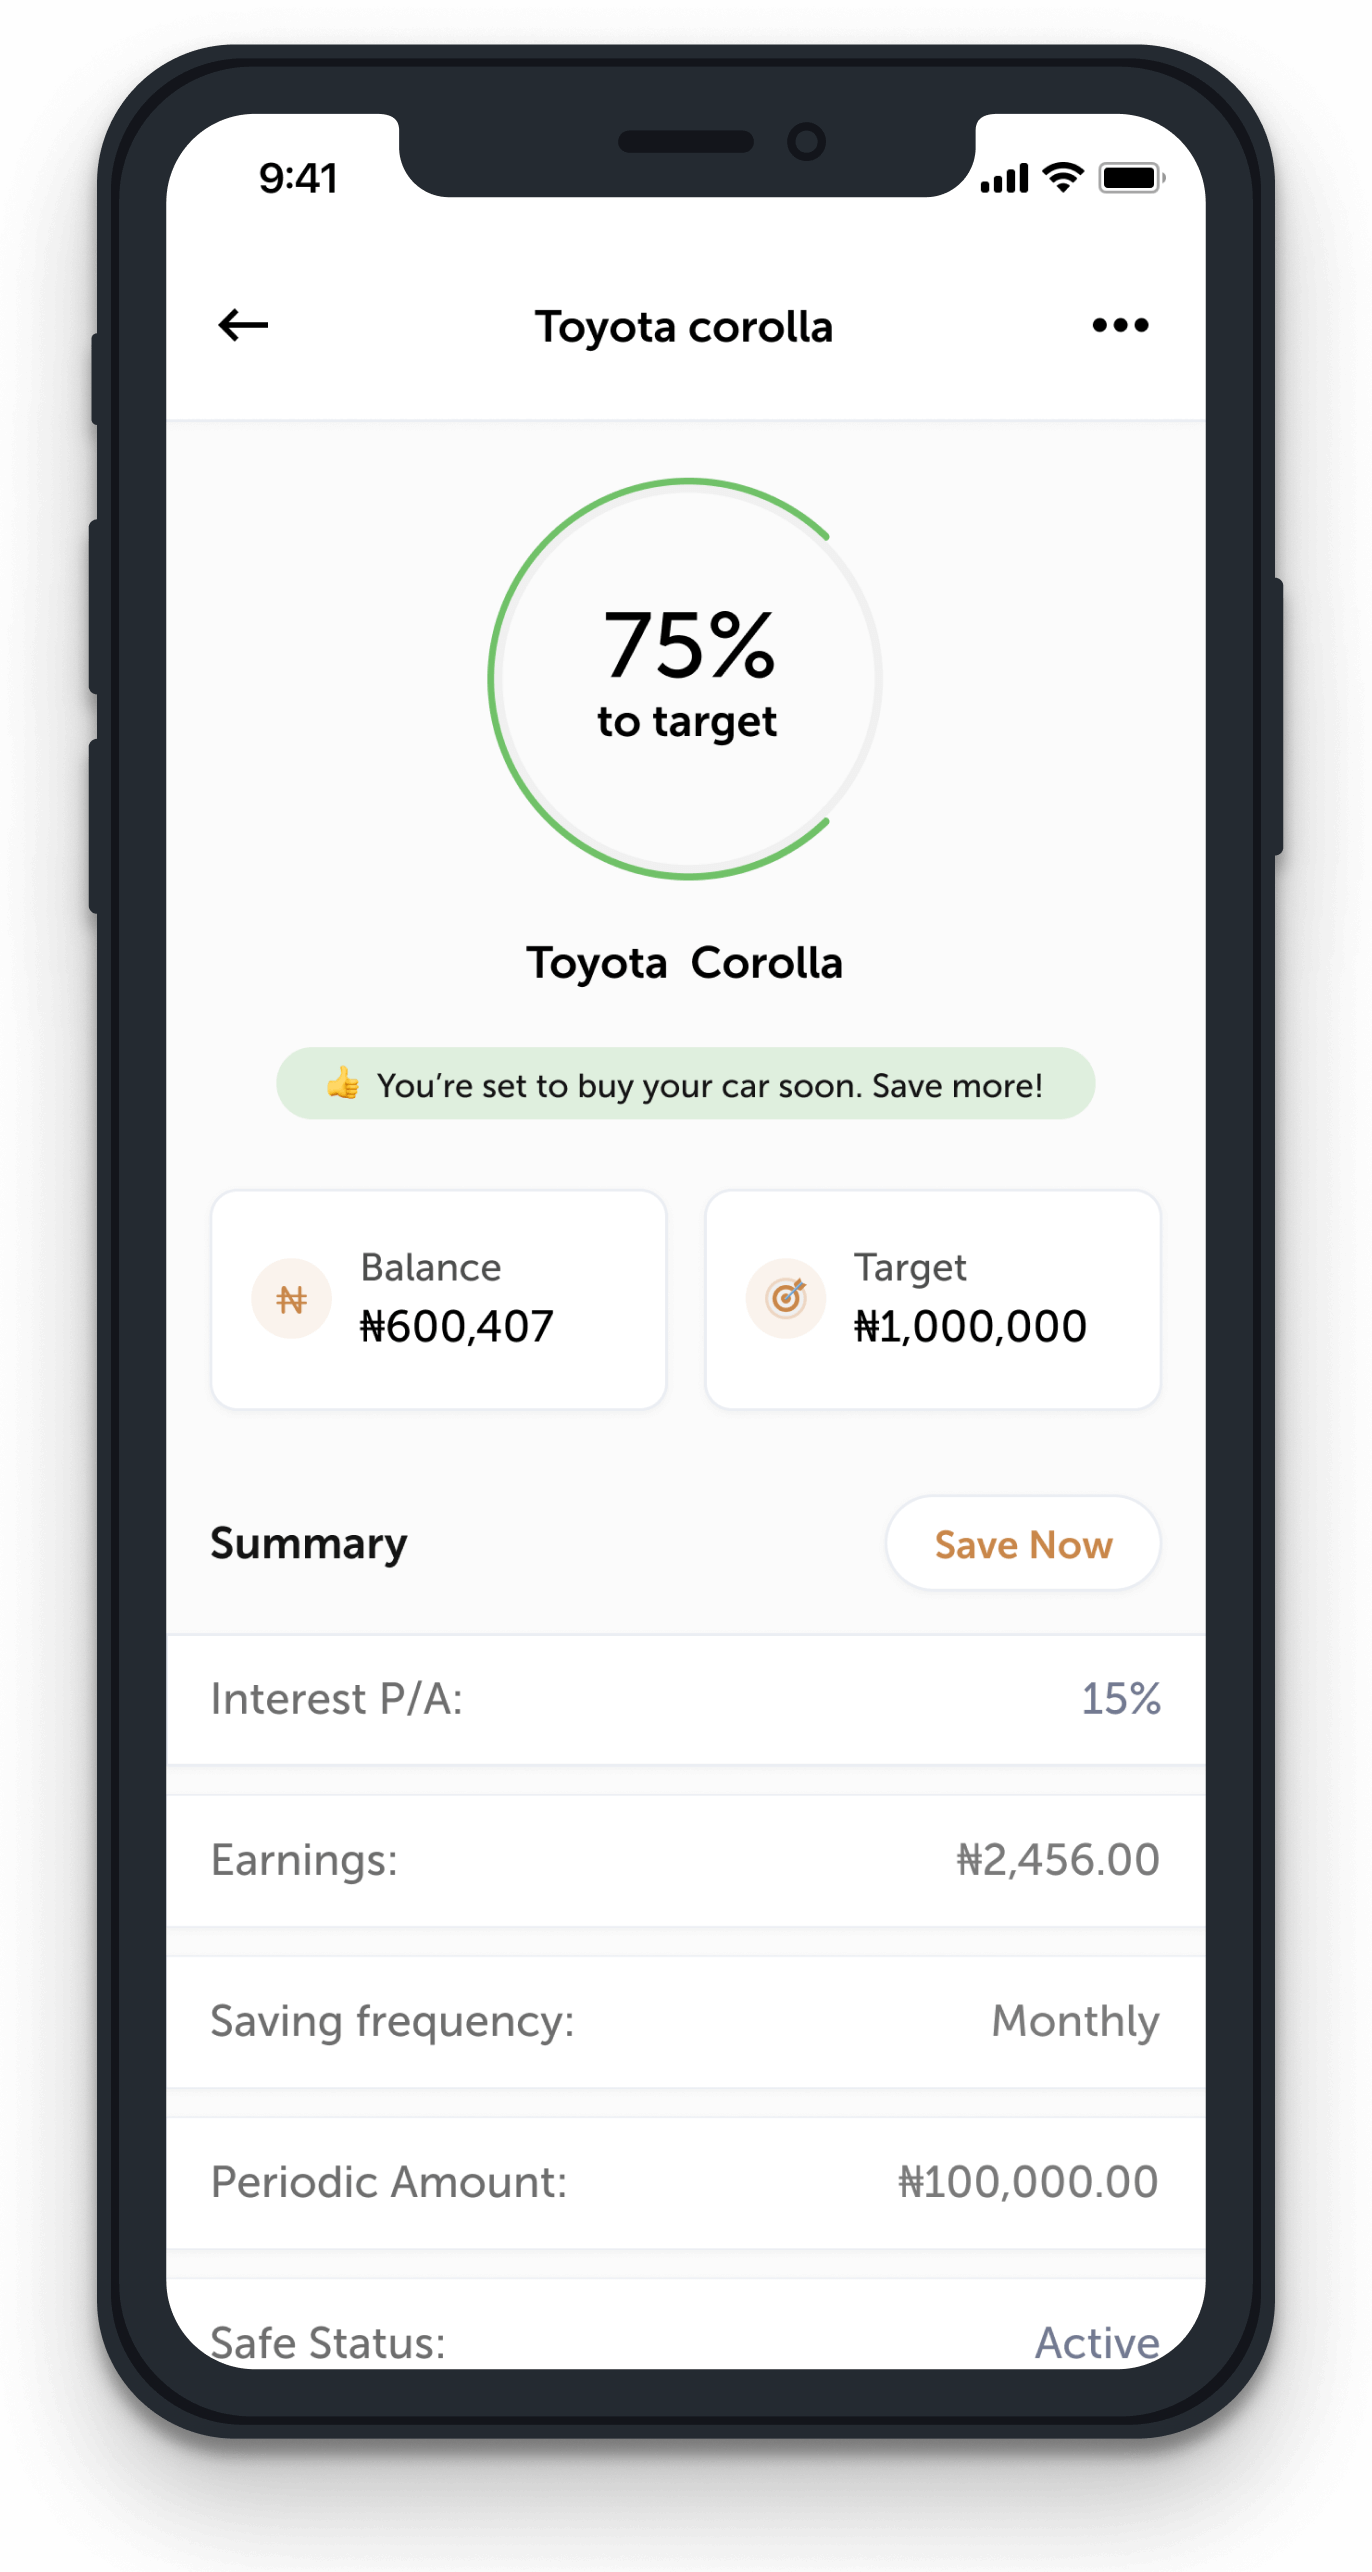 9:41
Toyota corolla
75%
to target
Toyota Corolla
👍 You’re set to buy your car soon. Save more!
Balance
₦600,407
Target
₦1,000,000
Summary
Save Now
Interest P/A: 15%
Earnings: ₦2,456.00
Saving frequency: Monthly
Periodic Amount: ₦100,000.00
Safe Status: Active